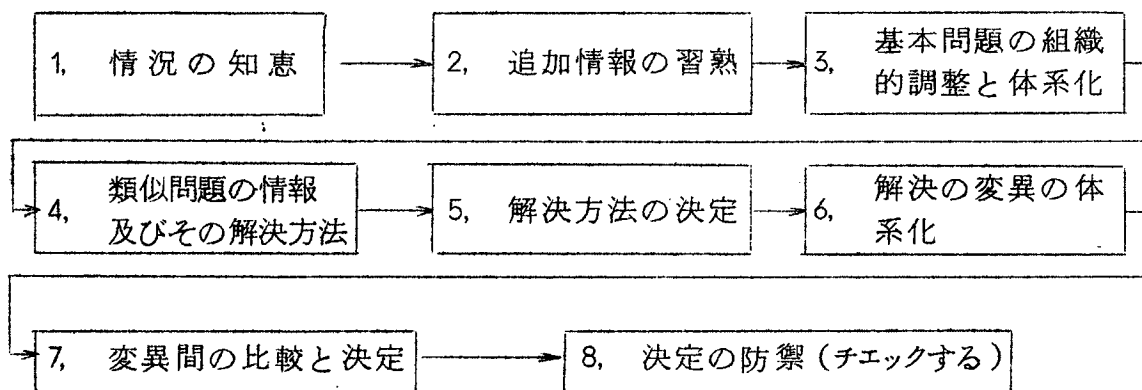 1, 情況の知恵
2, 追加情報の習熟
3, 基本問題の組織
的調整と体系化
4, 類似問題の情報
及びその解決方法
5, 解決方法の決定
6, 解決の変異の体
系化
7, 変異間の比較と決定
8, 決定の防禦(チエックする)